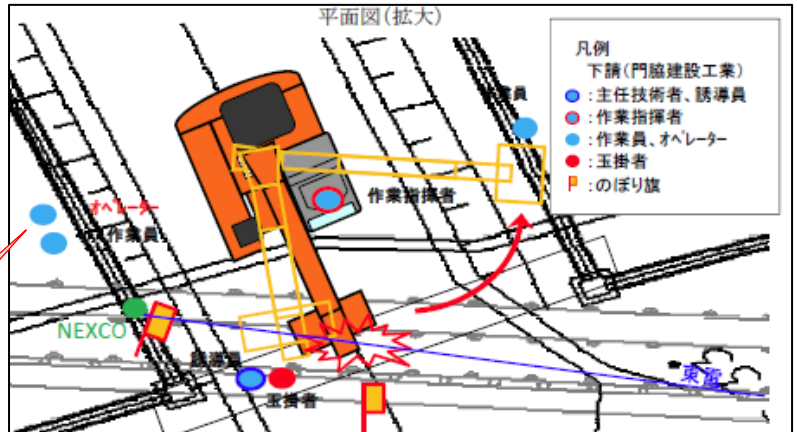 平面図(拡大)
凡例
下請(門脇建設工業)
:主任技術者、誘導員
:作業指揮者
:作業員、オペレーター
:玉掛者
:のぼり旗
オペレーター
作業員
作業指揮者
NEXCO
誘導員
玉掛者
東電